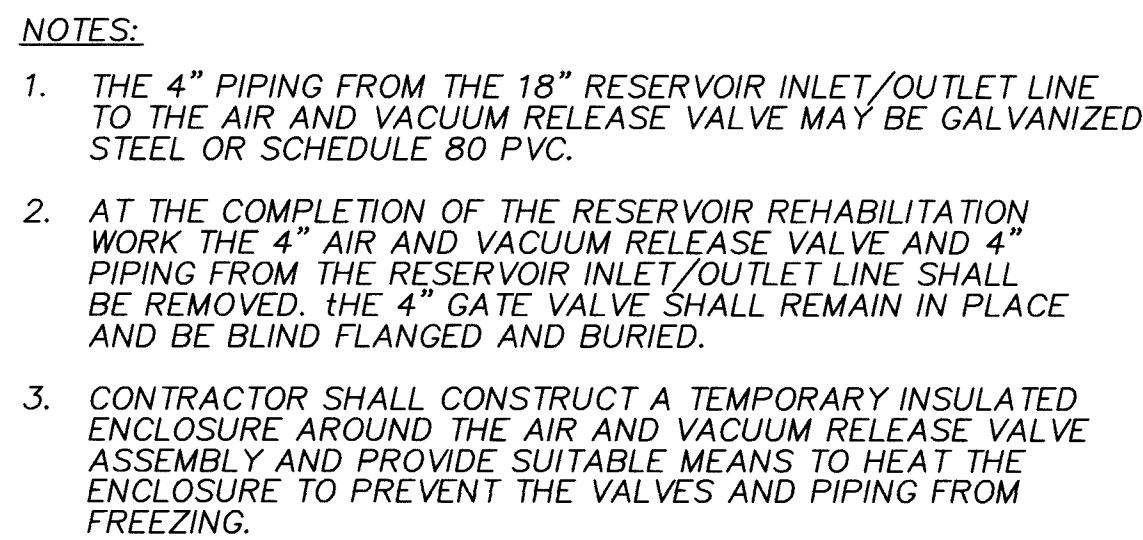 NOTES:
1. THE 4" PIPING FROM THE 18" RESERVOIR INLET/OUTLET LINE
TO THE AIR AND VACUUM RELEASE VALVE MAY BE GALVANIZED
STEEL OR SCHEDULE 80 PVC.
2. AT THE COMPLETION OF THE RESERVOIR REHABILITATION
WORK THE 4" AIR AND VACUUM RELEASE VALVE AND 4"
PIPING FROM THE RESERVOIR INLET/OUTLET LINE SHALL
BE REMOVED. tHE 4" GATE VALVE SHALL REMAIN IN PLACE
AND BE BLIND FLANGED AND BURIED.
3. CONTRACTOR SHALL CONSTRUCT A TEMPORARY INSULATED
ENCLOSURE AROUND THE AIR AND VACUUM RELEASE VALVE
ASSEMBLY AND PROVIDE SUITABLE MEANS TO HEAT THE
ENCLOSURE TO PREVENT THE VALVES AND PIPING FROM
FREEZING.